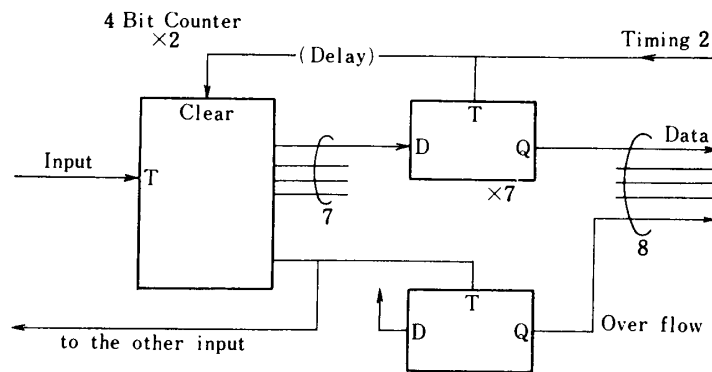 4 Bit Counter
×2
(Delay)
Timing 2
Clear
T
D
Q
Data
Input
T
7
×7
8
T
D
Q
Over flow
to the other input